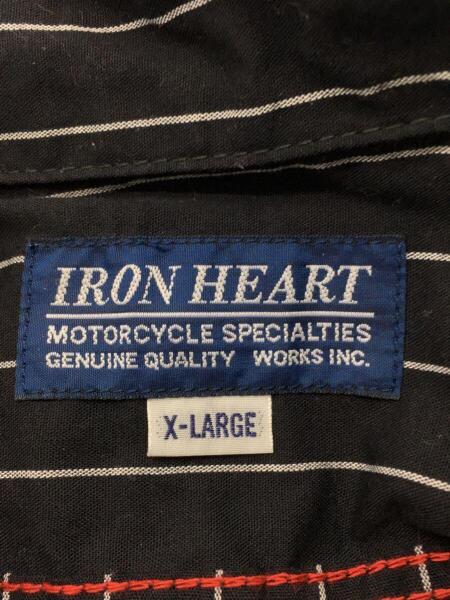 IRON HEART
MOTORCYCLE SPECIALTIES
GENUINE QUALITY WORKS INC.
X-LARGE